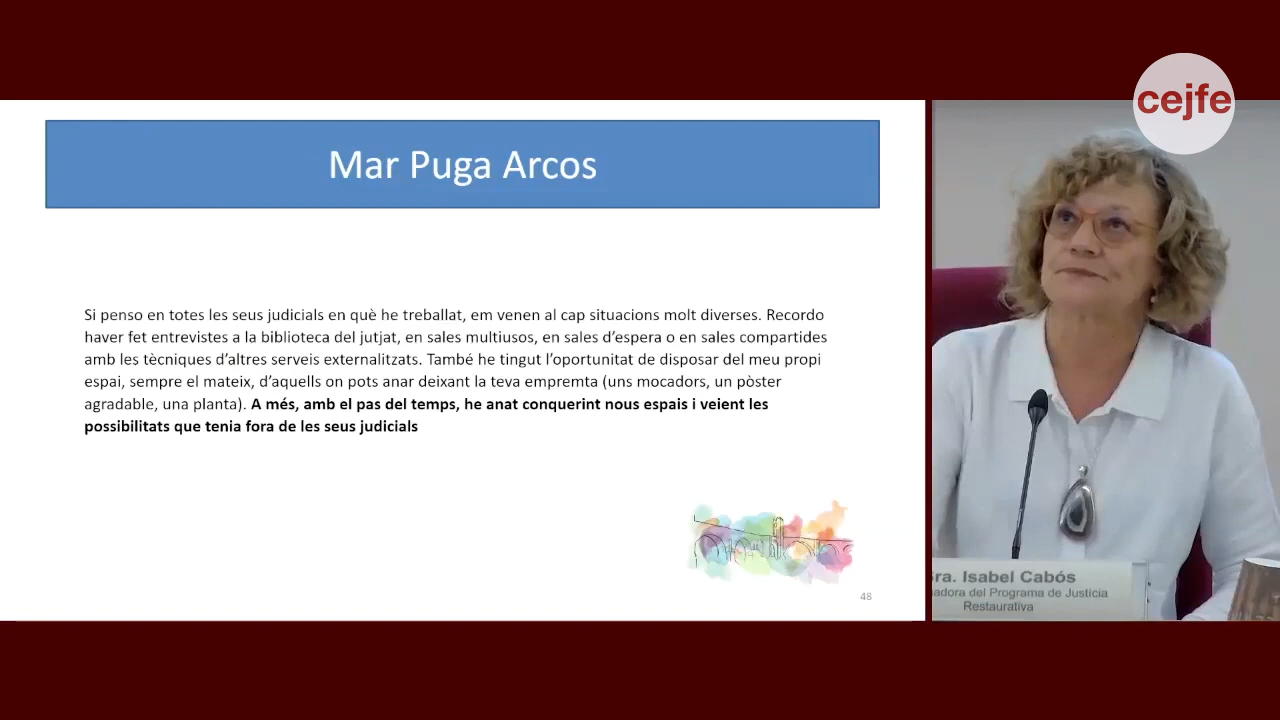 cejfe
Mar Puga Arcos
Si penso en totes les seus judicials en què he treballat, em venen al cap situacions molt diverses. Recordo
haver fet entrevistes a la biblioteca del jutjat, en sales multiusos, en sales d’espera o en sales compartides
amb les tècniques d’altres serveis externalitzats. També he tingut l’oportunitat de disposar del meu propi
espai, sempre el mateix, d’aquells on pots anar deixant la teva empremta (uns mocadors, un pòster
agradable, una planta). A més, amb el pas del temps, he anat conquerint nous espais i veient les
possibilitats que tenia fora de les seus judicials
48
Sra. Isabel Cabós
del Programa de Justicia
Restaurativa